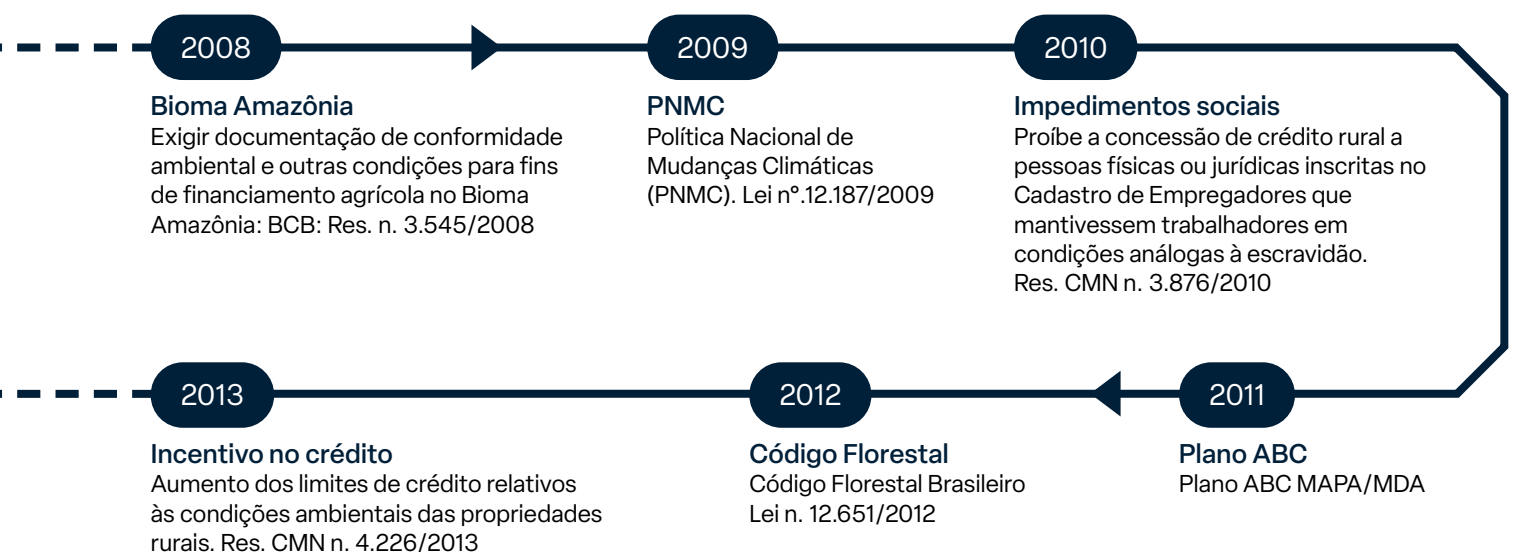 2008
Bioma Amazônia
Exigir documentação de conformidade
ambiental e outras condições para fins
de financiamento agrícola no Bioma
Amazônia: BCB: Res. n. 3.545/2008
2009
PNMC
Política Nacional de
Mudanças Climáticas
(PNMC). Lei nº.12.187/2009
2010
Impedimentos sociais
Proíbe a concessão de crédito rural a
pessoas físicas ou jurídicas inscritas no
Cadastro de Empregadores que
mantivessem trabalhadores em
condições análogas à escravidão.
Res. CMN n. 3.876/2010
2011
Plano ABC
Plano ABC MAPA/MDA
2012
Código Florestal
Código Florestal Brasileiro
Lei n. 12.651/2012
2013
Incentivo no crédito
Aumento dos limites de crédito relativos
às condições ambientais das propriedades
rurais. Res. CMN n. 4.226/2013